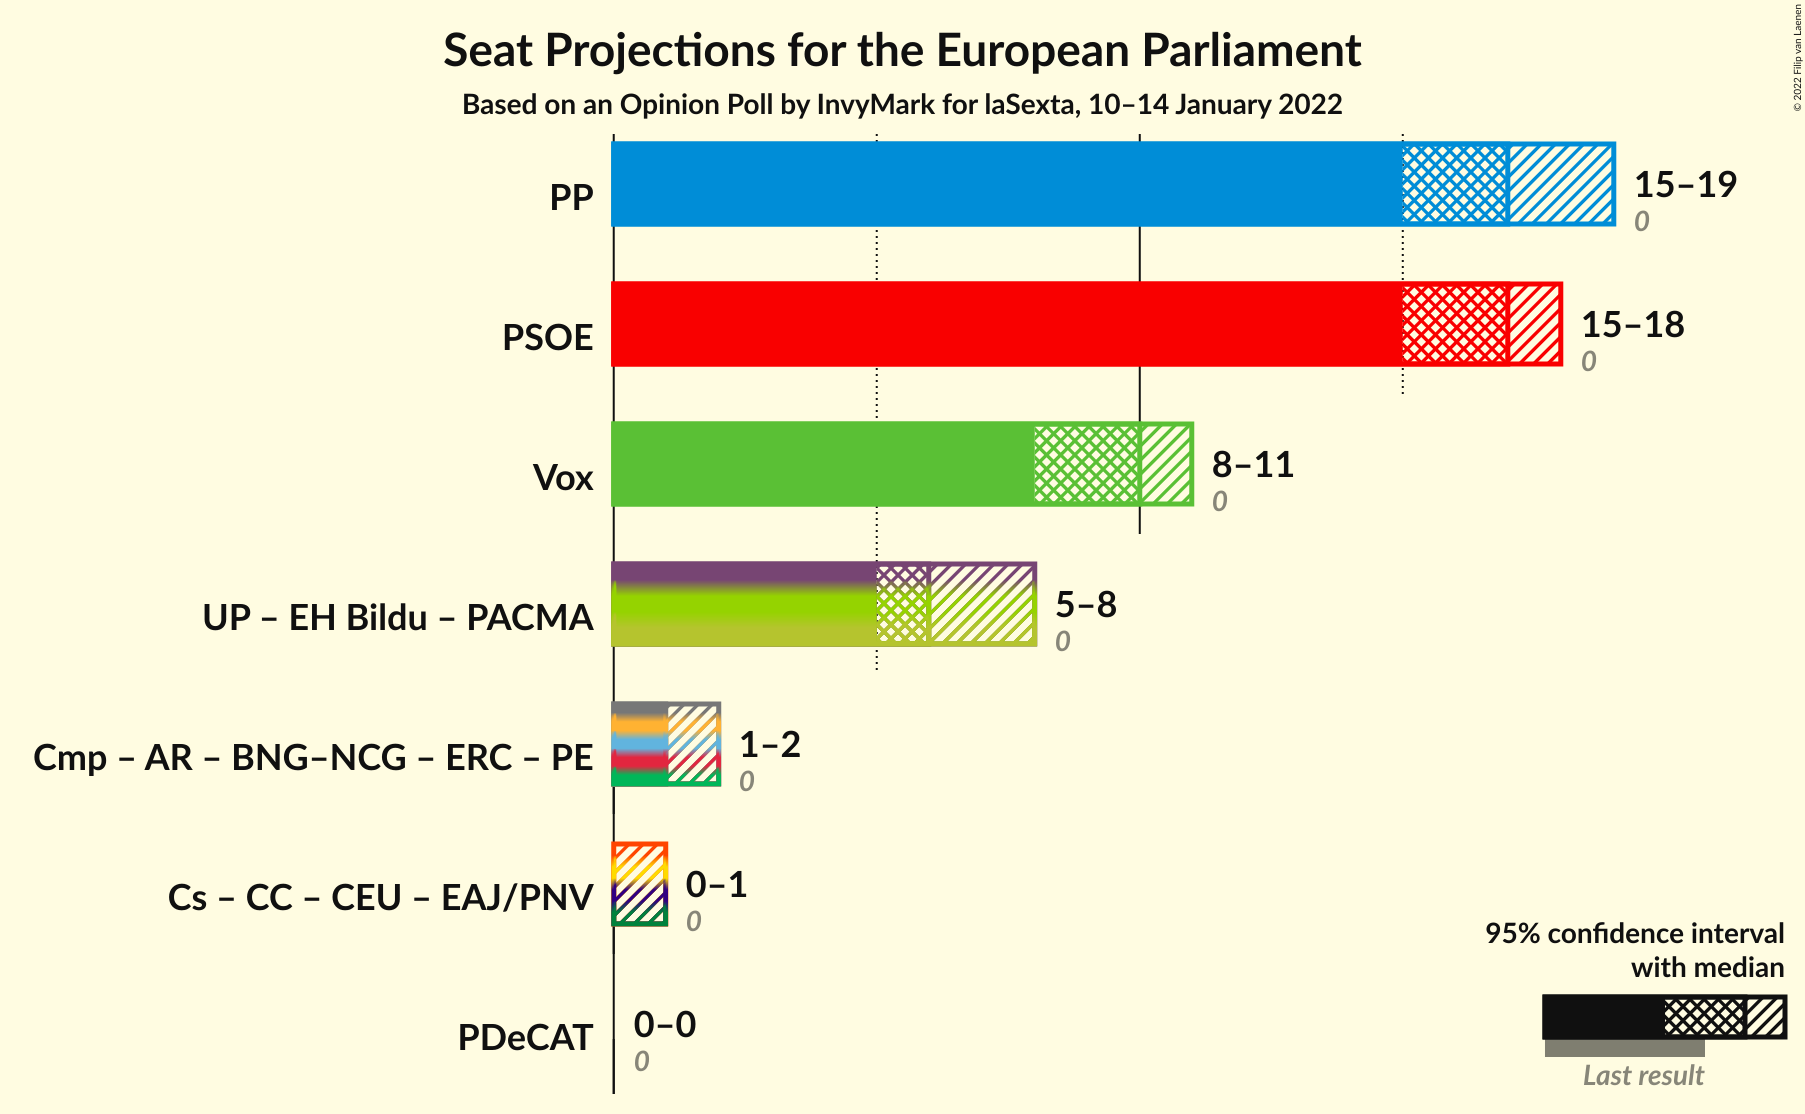 Seat Projections for the European Parliament
Based on an Opinion Poll by InvyMark for laSexta, 10–14 January 2022
© 2022 Filip van Laenen
PP
15–19
0
PSOE
15–18
0
Vox
8–11
0
UP – EH Bildu – PACMA
5–8
0
Cmp – AR – BNG–NCG – ERC – PE
1–2
0
Cs – CC – CEU – EAJ/PNV
0–1
0
PDeCAT
0–0
0
95% confidence interval
with median
Last result